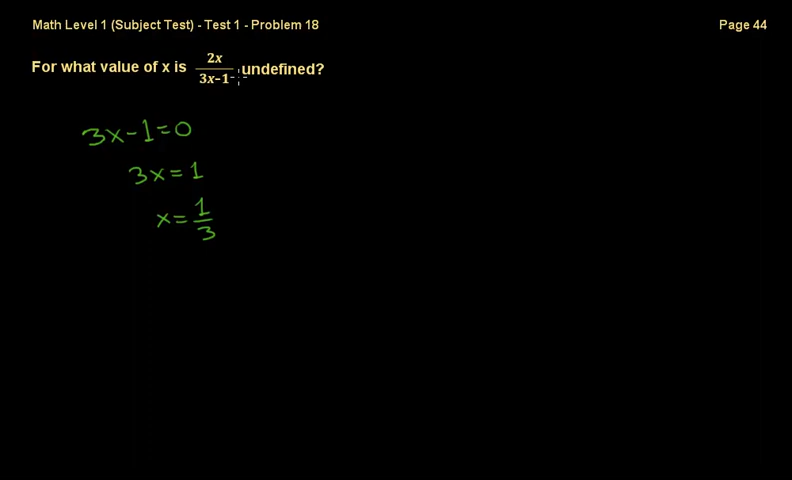 Math Level 1 (Subject Test) - Test 1 - Problem 18 Page 44
For what value of x is 2x/3x–1 undefined?
3x-1=0
3x=1
x=1/3